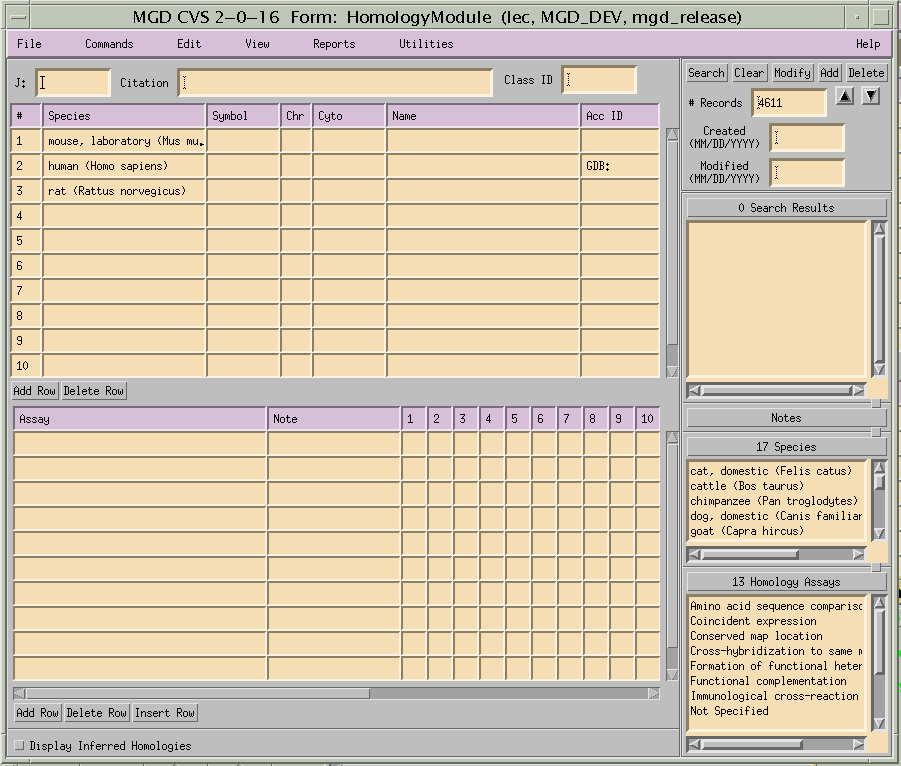 MGD CVS 2-0-16 Form: HomologyModule (lec, MGD_DEV, mgd_release)
File Commands Edit View Reports Utilities Help
J: Citation Class ID
Search Clear Modify Add Delete
# Records 4611
Created
(MM/DD/YYYY)
Modified
(MM/DD/YYYY)
# Species Symbol Chr Cyto Name Acc ID
1 mouse, laboratory (Mus mu
2 human (Homo sapiens) GDB:
3 rat (Rattus norvegicus)
4
5
6
7
8
9
10
Add Row Delete Row
0 Search Results
Assay Note 1 2 3 4 5 6 7 8 9 10
Add Row Delete Row Insert Row
Display Inferred Homologies
Notes
17 Species
cat, domestic (Felis catus)
cattle (Bos taurus)
chimpanzee (Pan troglodytes)
dog, domestic (Canis familiar
goat (Capra hircus)
13 Homology Assays
Amino acid sequence comparisc
Coincident expression
Conserved map location
Cross-hybridization to same m
Formation of functional heter
Functional complementation
Immunological cross-reaction
Not Specified